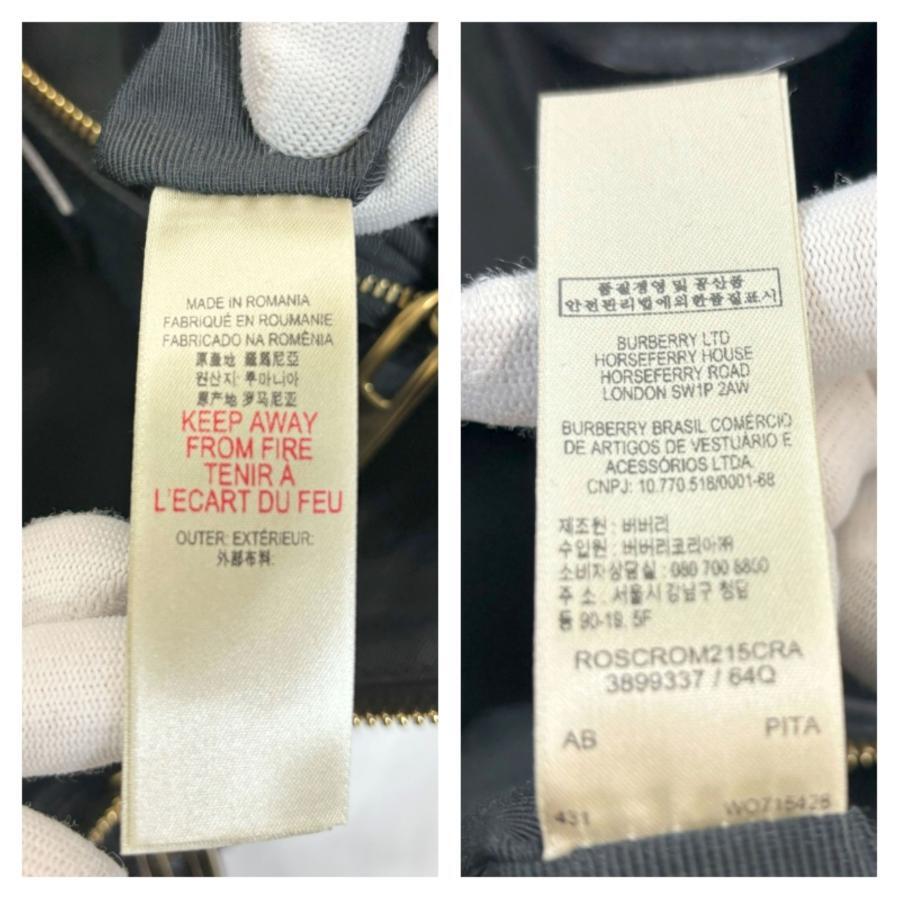 MADE IN ROMANIA
FABRIQUÉ EN ROUMANIE
FABRICADO NA ROMÊNIA
原產地 羅馬尼亞
원산지: 루마니아
原产地 罗马尼亚
KEEP AWAY
FROM FIRE
TENIR À
L'ECART DU FEU
OUTER: EXTÉRIEUR:
外部布料:
품질경영 및 공산품
안전관리법에의한품질표시
BURBERRY LTD
HORSEFERRY HOUSE
HORSEFERRY ROAD
LONDON SW1P 2AW
BURBERRY BRASIL COMÉRCIO
DE ARTIGOS DE VESTUÁRIO E
ACESSÓRIOS LTDA.
CNPJ: 10.770.518/0001-68
제조원 : 버버리
수입원 : 버버리코리아㈜
소비자상담실 : 080 700 8800
주 소 : 서울시 강남구 청담
동 90-19, 5F
ROSCROM215CRA
3899337 / 64Q
AB PITA
431 WO715428